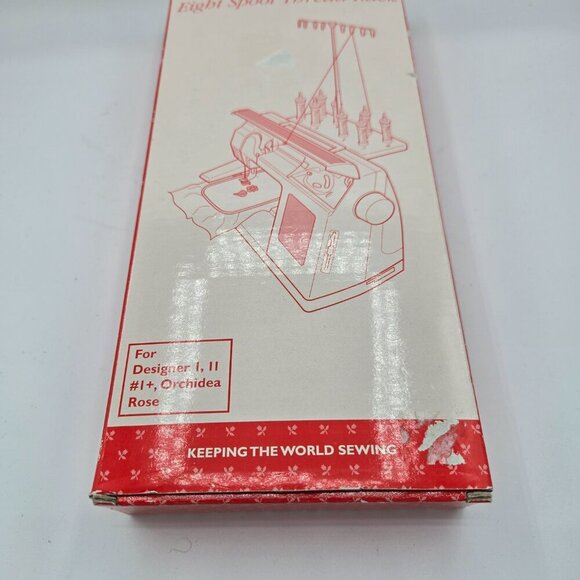 Eight Spool Thread Rack
For
Designer I, II
#1+, Orchidea
Rose
KEEPING THE WORLD SEWING